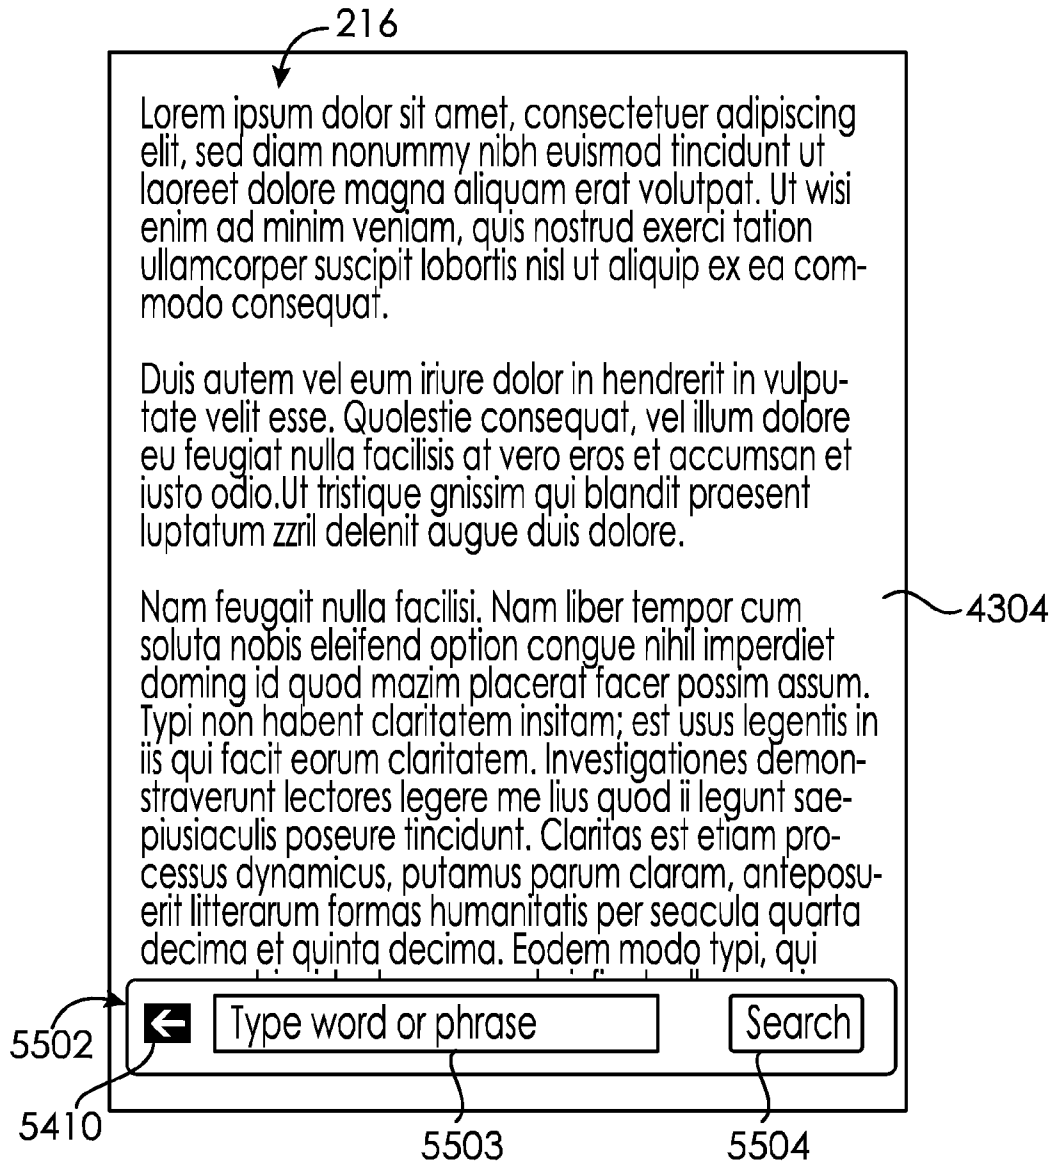 216
Lorem ipsum dolor sit amet, consectetuer adipiscing
elit, sed diam nonummy nibh euismod tincidunt ut
laoreet dolore magna aliquam erat volutpat. Ut wisi
enim ad minim veniam, quis nostrud exerci tation
ullamcorper suscipit lobortis nisl ut aliquip ex ea com-
modo consequat.
Duis autem vel eum iriure dolor in hendrerit in vulpu-
tate velit esse. Quolestie consequat, vel illum dolore
eu feugiat nulla facilisis at vero eros et accumsan et
iusto odio.Ut tristique gnissim qui blandit praesent
luptatum zzril delenit augue duis dolore.
Nam feugait nulla facilisi. Nam liber tempor cum
4304
soluta nobis eleifend option congue nihil imperdiet
doming id quod mazim placerat facer possim assum.
Typi non habent claritatem insitam; est usus legentis in
iis qui facit eorum claritatem. Investigationes demon-
straverunt lectores legere me lius quod ii legunt sae-
piusiaculis poseure tincidunt. Claritas est etiam pro-
cessus dynamicus, putamus parum claram, anteposu-
erit litterarum formas humanitatis per seacula quarta
decima et quinta decima. Eodem modo typi, qui
Type word or phrase
Search
5502
5410
5503
5504